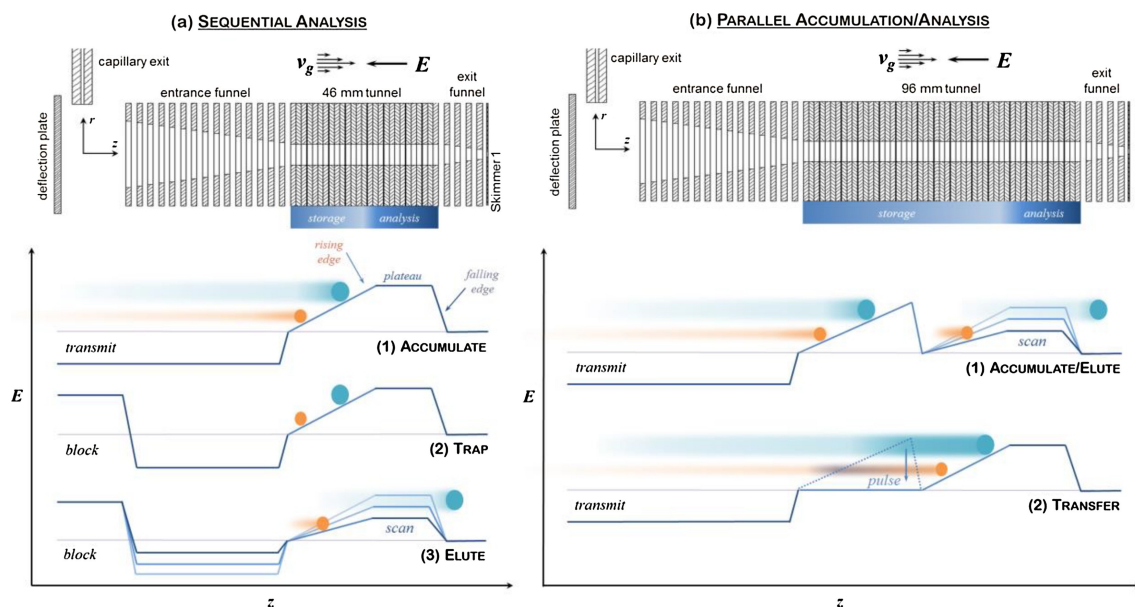 (a) SEQUENTIAL ANALYSIS
capillary exit
v_g
E
exit
funnel
entrance funnel
46 mm tunnel
deflection plate
r
z
Skimmer 1
storage
analysis
rising
edge
plateau
falling
edge
transmit
(1) ACCUMULATE
E
block
(2) TRAP
scan
block
(3) ELUTE
z
(b) PARALLEL ACCUMULATION/ANALYSIS
capillary exit
v_g
E
exit
funnel
entrance funnel
96 mm tunnel
deflection plate
r
z
storage
analysis
scan
transmit
(1) ACCUMULATE/ELUTE
E
pulse
transmit
(2) TRANSFER
z